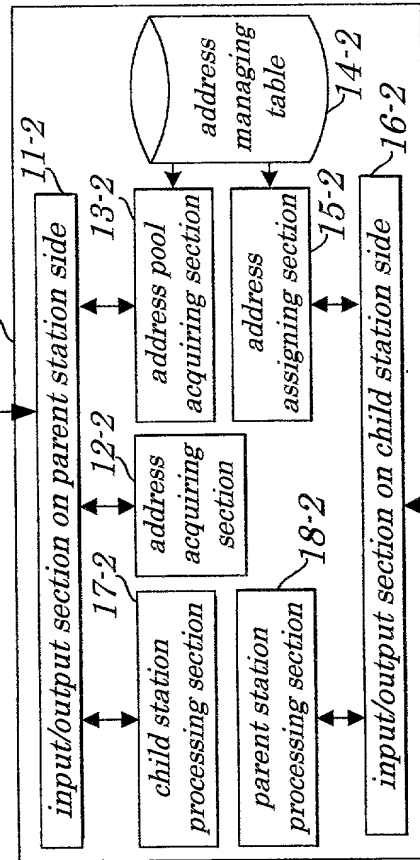 11-2
input/output section on parent station side
17-2
12-2
13-2
child station
processing section
address
acquiring
section
address pool
acquiring section
address
managing
table
14-2
18-2
parent station
processing section
address
assigning section
15-2
16-2
input/output section on child station side